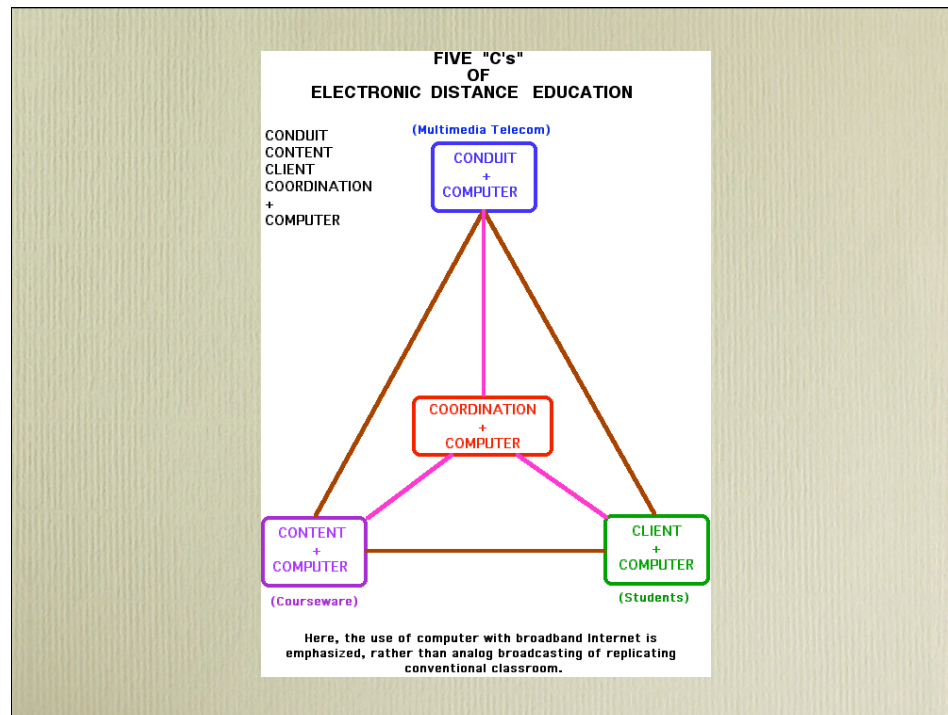 FIVE "C's"
OF
ELECTRONIC DISTANCE EDUCATION
CONDUIT
CONTENT
CLIENT
COORDINATION
+
COMPUTER
(Multimedia Telecom)
CONDUIT
+
COMPUTER
COORDINATION
+
COMPUTER
CONTENT
+
COMPUTER
(Courseware)
CLIENT
+
COMPUTER
(Students)
Here, the use of computer with broadband Internet is
emphasized, rather than analog broadcasting of replicating
conventional classroom.